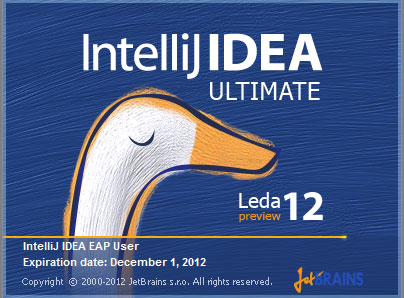 IntelliJ IDEA
ULTIMATE
Leda 12
preview
IntelliJ IDEA EAP User
Expiration date: December 1, 2012
Copyright © 2000-2012 JetBrains s.r.o. All rights reserved.
JetBRAINS